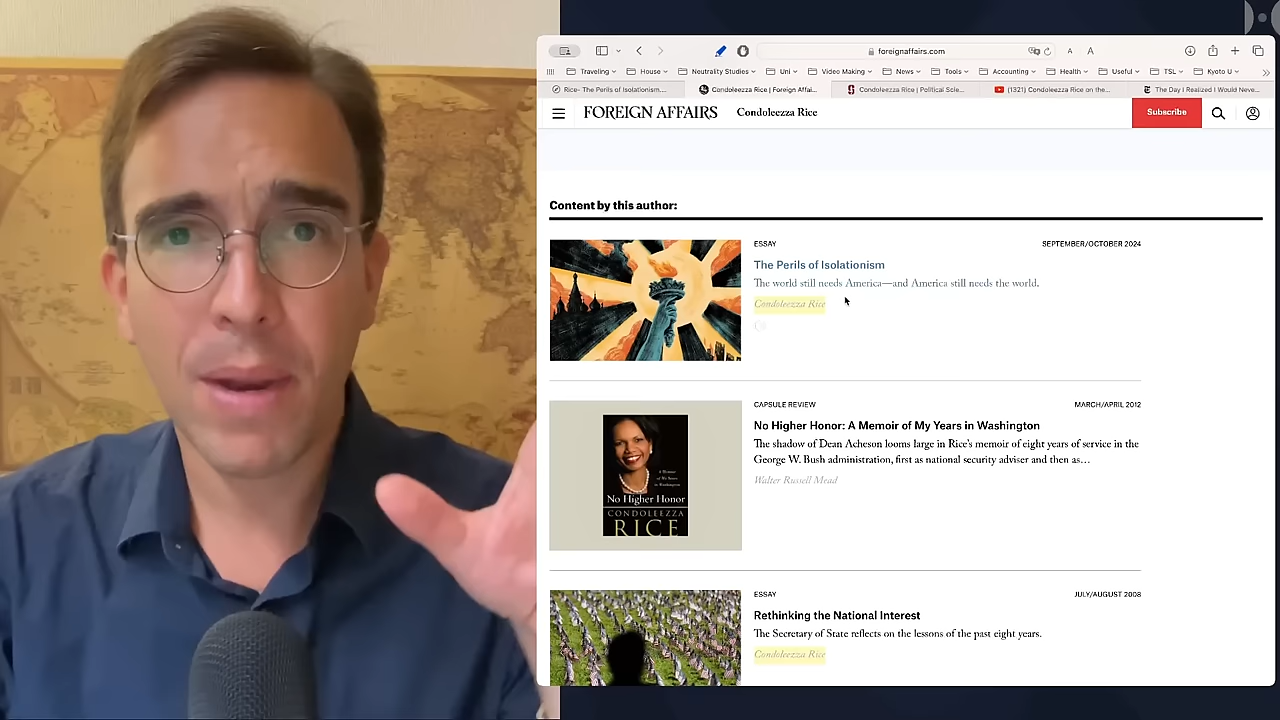 foreignaffairs.com
A A
Traveling House Neutrality Studies Uni Video Making News Tools Accounting Health Useful TSL Kyoto U
Rice- The Perils of Isolationism,... Condoleezza Rice | Foreign Affai... Condoleezza Rice | Political Scie... (1321) Condoleezza Rice on the... The Day I Realized I Would Neve...
FOREIGN AFFAIRS Condoleezza Rice Subscribe
Content by this author:
ESSAY SEPTEMBER/OCTOBER 2024
The Perils of Isolationism
The world still needs America—and America still needs the world.
Condoleezza Rice
CAPSULE REVIEW MARCH/APRIL 2012
No Higher Honor: A Memoir of My Years in Washington
The shadow of Dean Acheson looms large in Rice's memoir of eight years of service in the
George W. Bush administration, first as national security adviser and then as...
Walter Russell Mead
A Memoir
of My Years
in Washington
No Higher Honor
CONDOLEEZZA
RICE
ESSAY JULY/AUGUST 2008
Rethinking the National Interest
The Secretary of State reflects on the lessons of the past eight years.
Condoleezza Rice